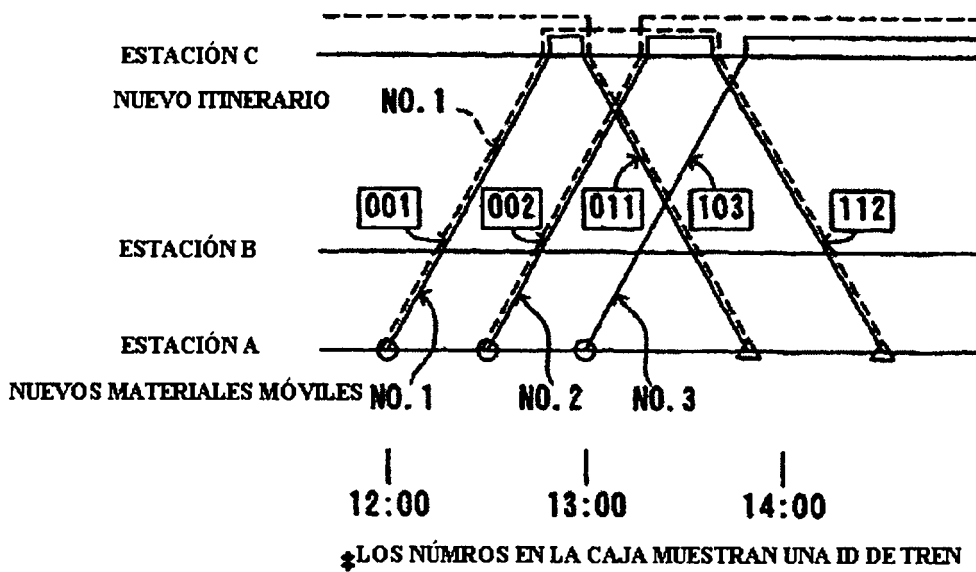 ESTACIÓN C
NUEVO ITINERARIO NO. 1
001 002 011 103 112
ESTACIÓN B
ESTACIÓN A
NUEVOS MATERIALES MÓVILES NO. 1 NO. 2 NO. 3
12:00 13:00 14:00
*LOS NÚMROS EN LA CAJA MUESTRAN UNA ID DE TREN